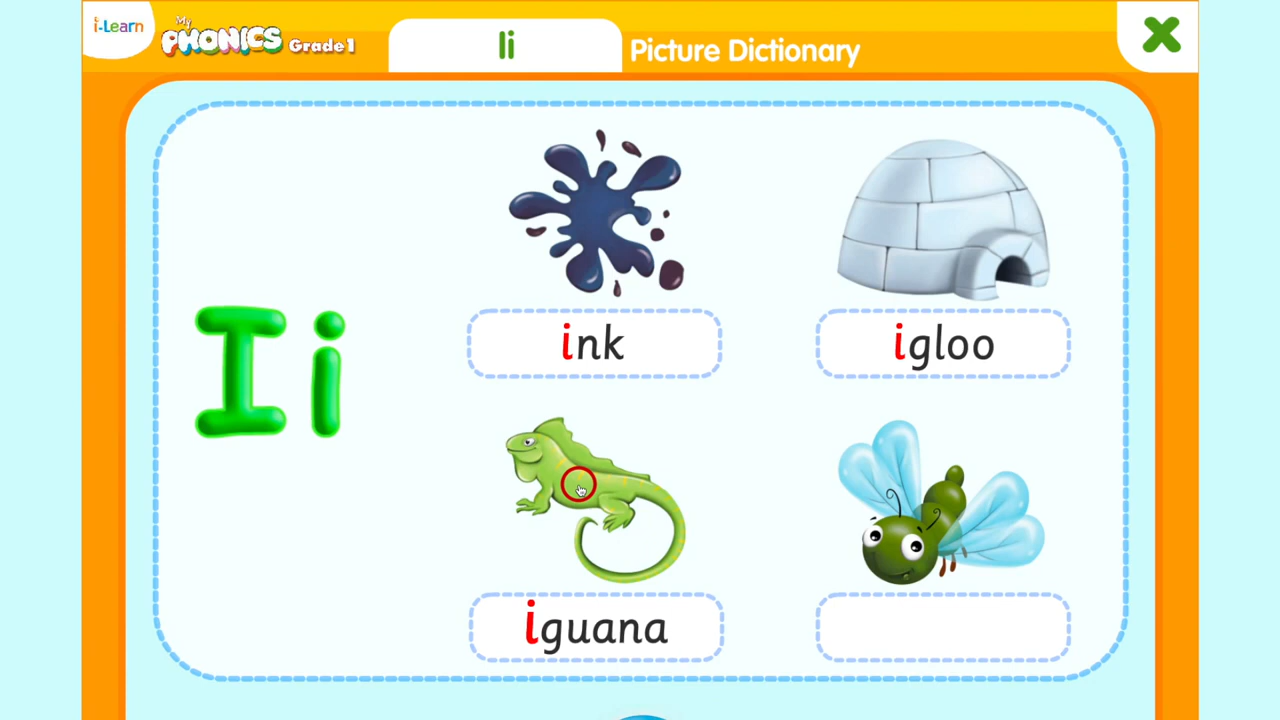 i-Learn
My
PHONICS Grade 1
Ii
Picture Dictionary
Ii
ink
igloo
iguana